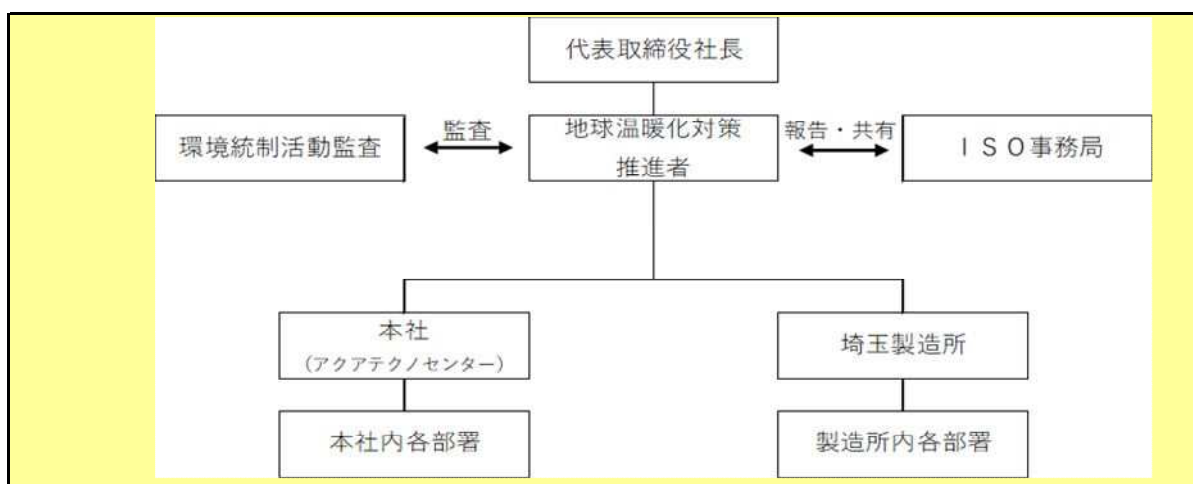 代表取締役社長
環境統制活動監査
監査
地球温暖化対策
推進者
報告・共有
ＩＳＯ事務局
本社
（アクアテクノセンター）
埼玉製造所
本社内各部署
製造所内各部署